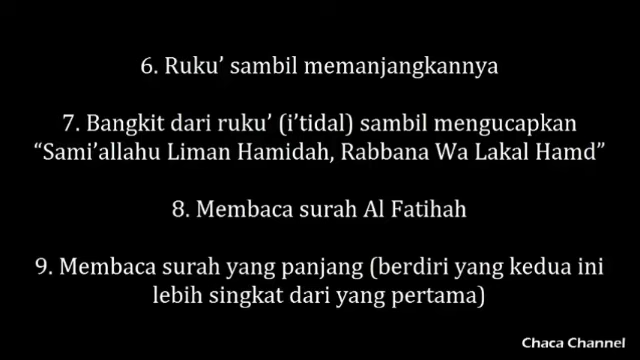 6. Ruku’ sambil memanjangkannya
7. Bangkit dari ruku’ (i’tidal) sambil mengucapkan
“Sami’allahu Liman Hamidah, Rabbana Wa Lakal Hamd”
8. Membaca surah Al Fatihah
9. Membaca surah yang panjang (berdiri yang kedua ini
lebih singkat dari yang pertama)
Chaca Channel